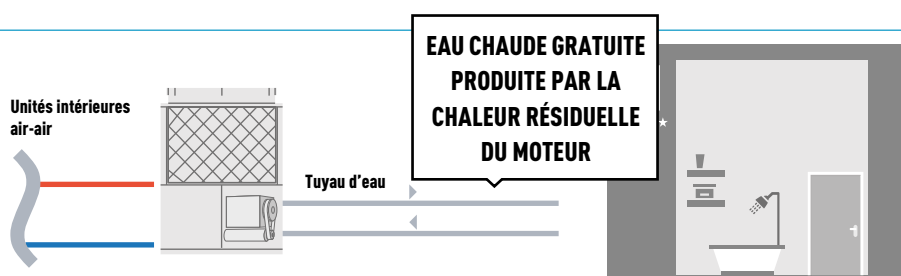 EAU CHAUDE GRATUITE
PRODUITE PAR LA
CHALEUR RÉSIDUELLE
DU MOTEUR
Unités intérieures
air-air
Tuyau d’eau